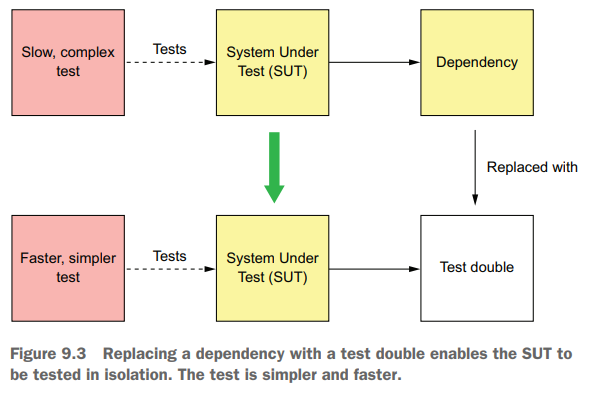 Slow, complex
test
Tests
System Under
Test (SUT)
Dependency
Replaced with
Faster, simpler
test
Tests
System Under
Test (SUT)
Test double
Figure 9.3 Replacing a dependency with a test double enables the SUT to
be tested in isolation. The test is simpler and faster.